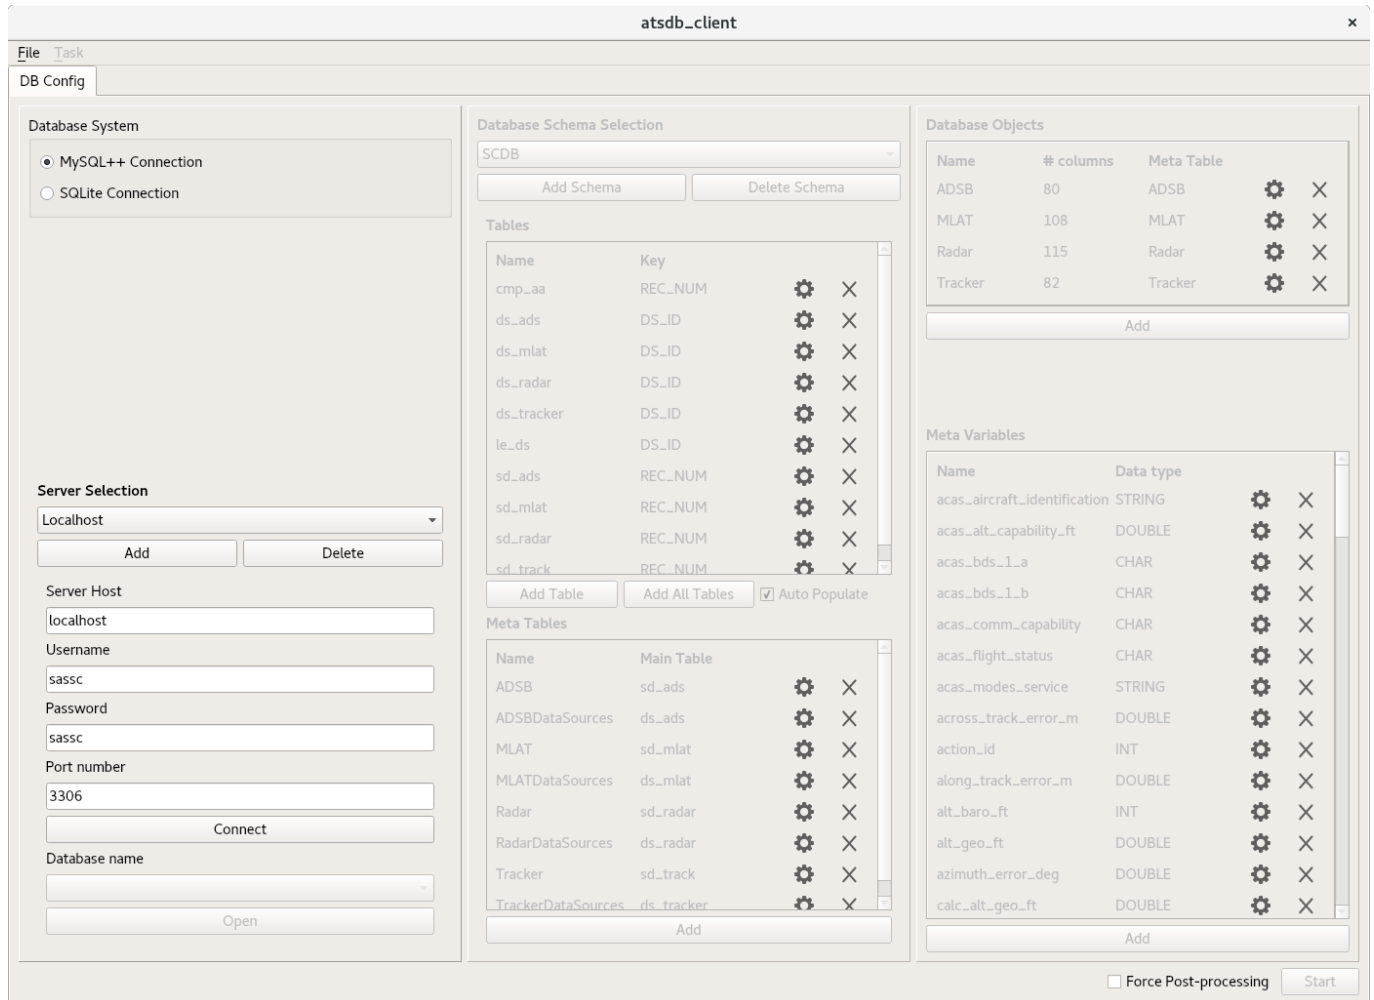 atsdb_client
File Task
DB Config
Database System
MySQL++ Connection
SQLite Connection
Server Selection
Localhost
Add Delete
Server Host
localhost
Username
sassc
Password
sassc
Port number
3306
Connect
Database name
Open
Database Schema Selection
SCDB
Add Schema Delete Schema
Tables
Name Key
cmp_aa REC_NUM
ds_ads DS_ID
ds_mlat DS_ID
ds_radar DS_ID
ds_tracker DS_ID
le_ds DS_ID
sd_ads REC_NUM
sd_mlat REC_NUM
sd_radar REC_NUM
sd_track REC_NUM
Add Table Add All Tables Auto Populate
Meta Tables
Name Main Table
ADSB sd_ads
ADSBDataSources ds_ads
MLAT sd_mlat
MLATDataSources ds_mlat
Radar sd_radar
RadarDataSources ds_radar
Tracker sd_track
TrackerDataSources ds_tracker
Add
Database Objects
Name # columns Meta Table
ADSB 80 ADSB
MLAT 108 MLAT
Radar 115 Radar
Tracker 82 Tracker
Add
Meta Variables
Name Data type
acas_aircraft_identification STRING
acas_alt_capability_ft DOUBLE
acas_bds_1_a CHAR
acas_bds_1_b CHAR
acas_comm_capability CHAR
acas_flight_status CHAR
acas_modes_service STRING
across_track_error_m DOUBLE
action_id INT
along_track_error_m DOUBLE
alt_baro_ft INT
alt_geo_ft DOUBLE
azimuth_error_deg DOUBLE
calc_alt_geo_ft DOUBLE
Add
Force Post-processing Start